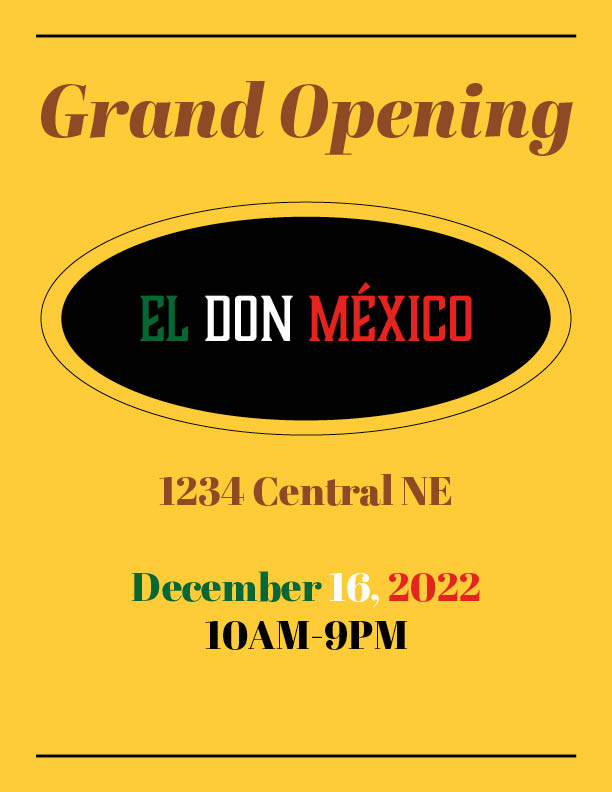 Grand Opening
EL DON MÉXICO
1234 Central NE
December 16, 2022
10AM-9PM